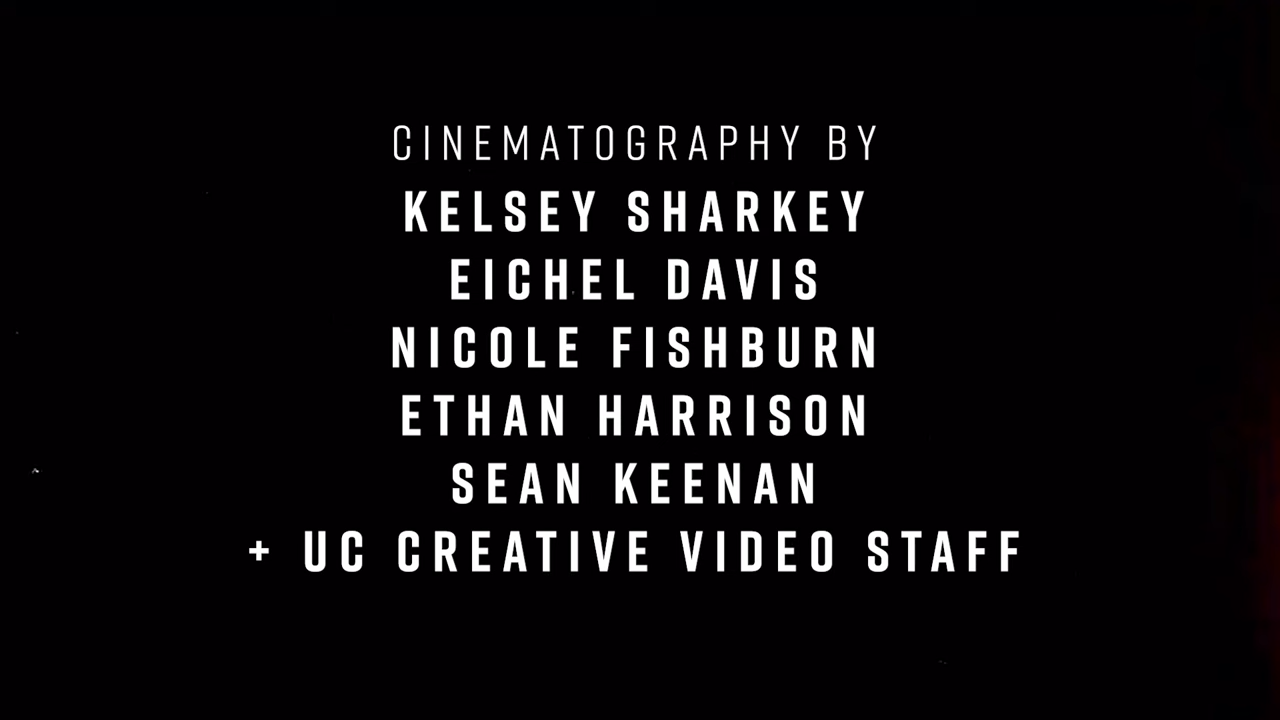 CINEMATOGRAPHY BY
KELSEY SHARKEY
EICHEL DAVIS
NICOLE FISHBURN
ETHAN HARRISON
SEAN KEENAN
+ UC CREATIVE VIDEO STAFF